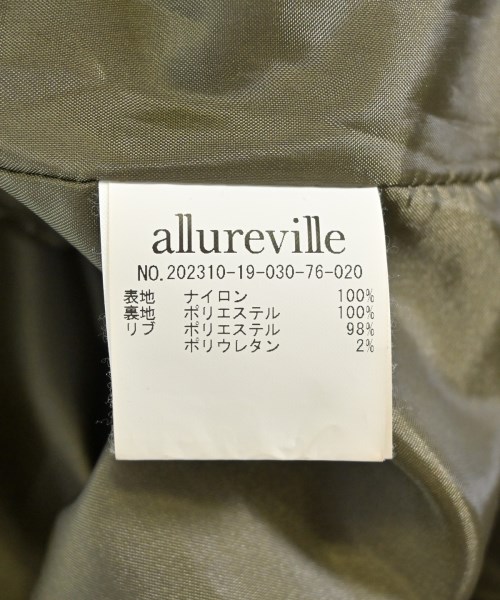 allureville
NO.202310-19-030-76-020
表地 ナイロン 100%
裏地 ポリエステル 100%
リブ ポリエステル 98%
ポリウレタン 2%